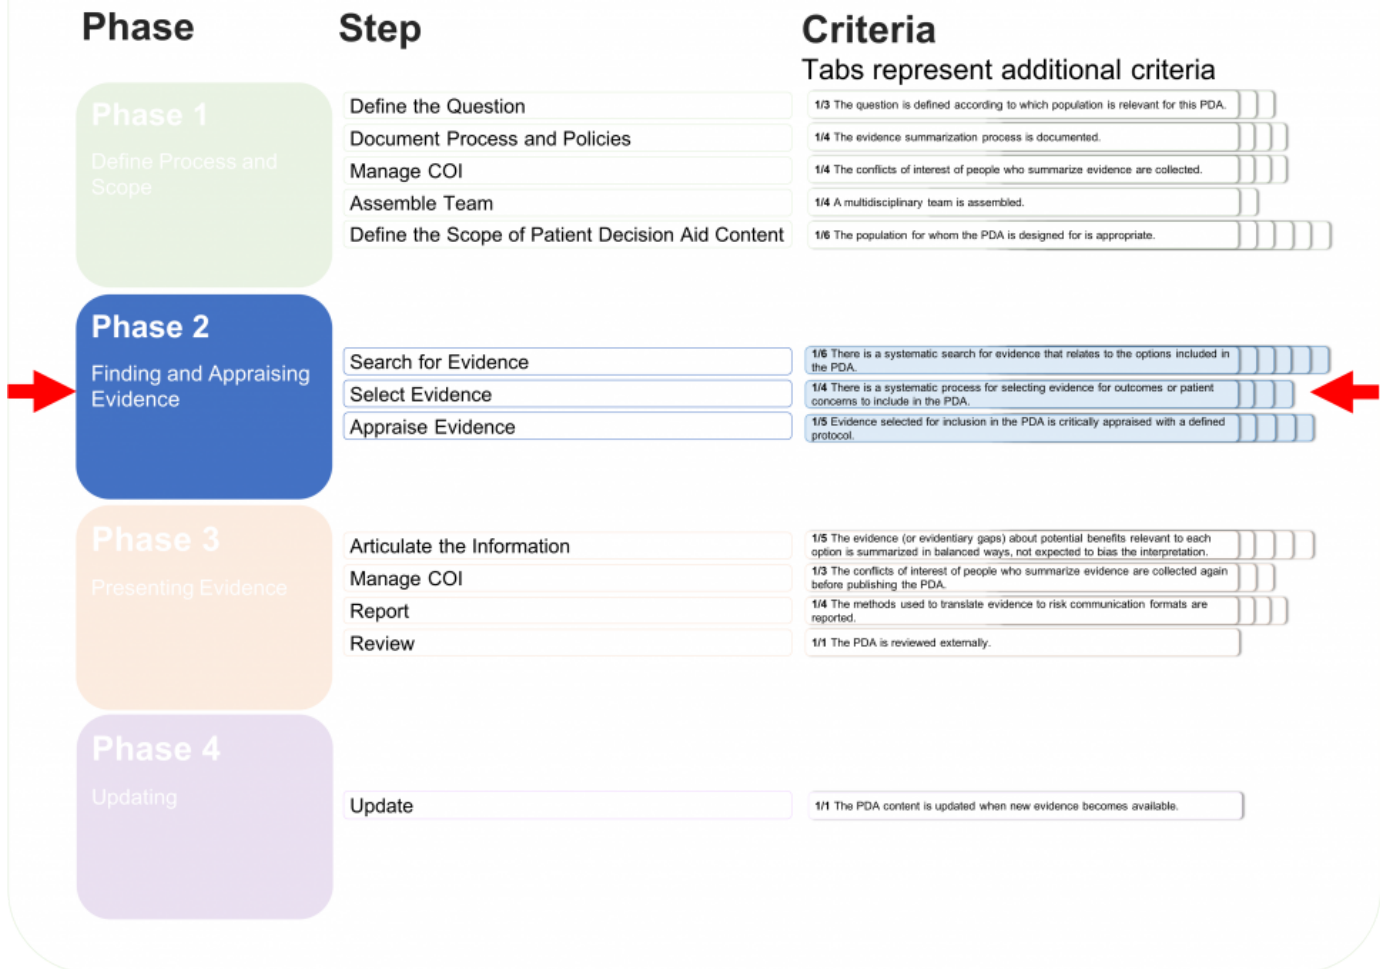 Phase
Step
Criteria
Tabs represent additional criteria
Phase 1
Define Process and
Scope
Define the Question
1/3 The question is defined according to which population is relevant for this PDA.
Document Process and Policies
1/4 The evidence summarization process is documented.
Manage COI
1/4 The conflicts of interest of people who summarize evidence are collected.
Assemble Team
1/4 A multidisciplinary team is assembled.
Define the Scope of Patient Decision Aid Content
1/6 The population for whom the PDA is designed for is appropriate.
Phase 2
Finding and Appraising
Evidence
Search for Evidence
1/6 There is a systematic search for evidence that relates to the options included in
the PDA.
Select Evidence
1/4 There is a systematic process for selecting evidence for outcomes or patient
concerns to include in the PDA.
Appraise Evidence
1/5 Evidence selected for inclusion in the PDA is critically appraised with a defined
protocol.
Phase 3
Presenting Evidence
Articulate the Information
1/5 The evidence (or evidentiary gaps) about potential benefits relevant to each
option is summarized in balanced ways, not expected to bias the interpretation.
Manage COI
1/3 The conflicts of interest of people who summarize evidence are collected again
before publishing the PDA.
Report
1/4 The methods used to translate evidence to risk communication formats are
reported.
Review
1/1 The PDA is reviewed externally.
Phase 4
Updating
Update
1/1 The PDA content is updated when new evidence becomes available.